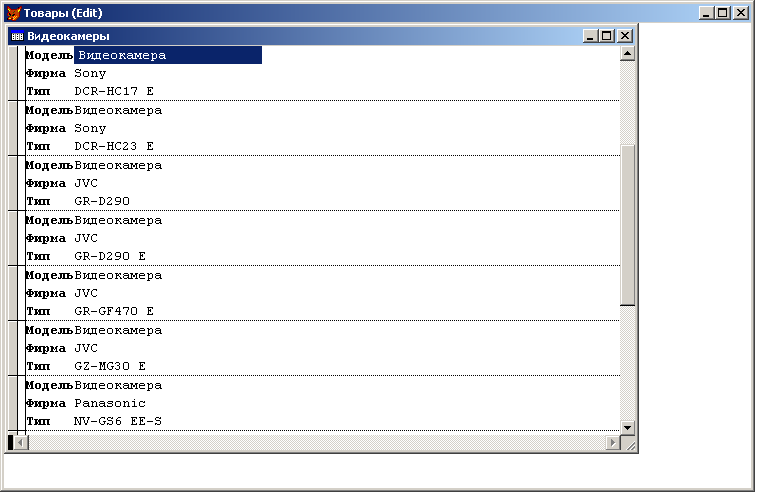 Товары (Edit)
Видеокамеры
Модель Видеокамера
Фирма Sony
Тип DCR-HC17 E
Модель Видеокамера
Фирма Sony
Тип DCR-HC23 E
Модель Видеокамера
Фирма JVC
Тип GR-D290
Модель Видеокамера
Фирма JVC
Тип GR-D290 E
Модель Видеокамера
Фирма JVC
Тип GR-GF470 E
Модель Видеокамера
Фирма JVC
Тип GZ-MG30 E
Модель Видеокамера
Фирма Panasonic
Тип NV-GS6 EE-S